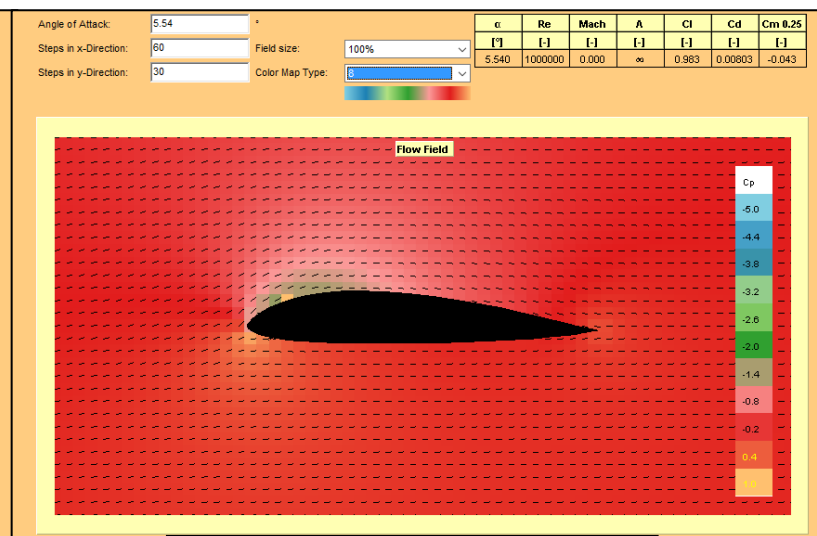 Angle of Attack: 5.54 °
Steps in x-Direction: 60 Field size: 100%
Steps in y-Direction: 30 Color Map Type: 8
α Re Mach Λ Cl Cd Cm 0.25
[°] [-] [-] [-] [-] [-] [-]
5.540 1000000 0.000 ∞ 0.983 0.00803 -0.043
Flow Field
Cp
-5.0
-4.4
-3.8
-3.2
-2.6
-2.0
-1.4
-0.8
-0.2
0.4
1.0